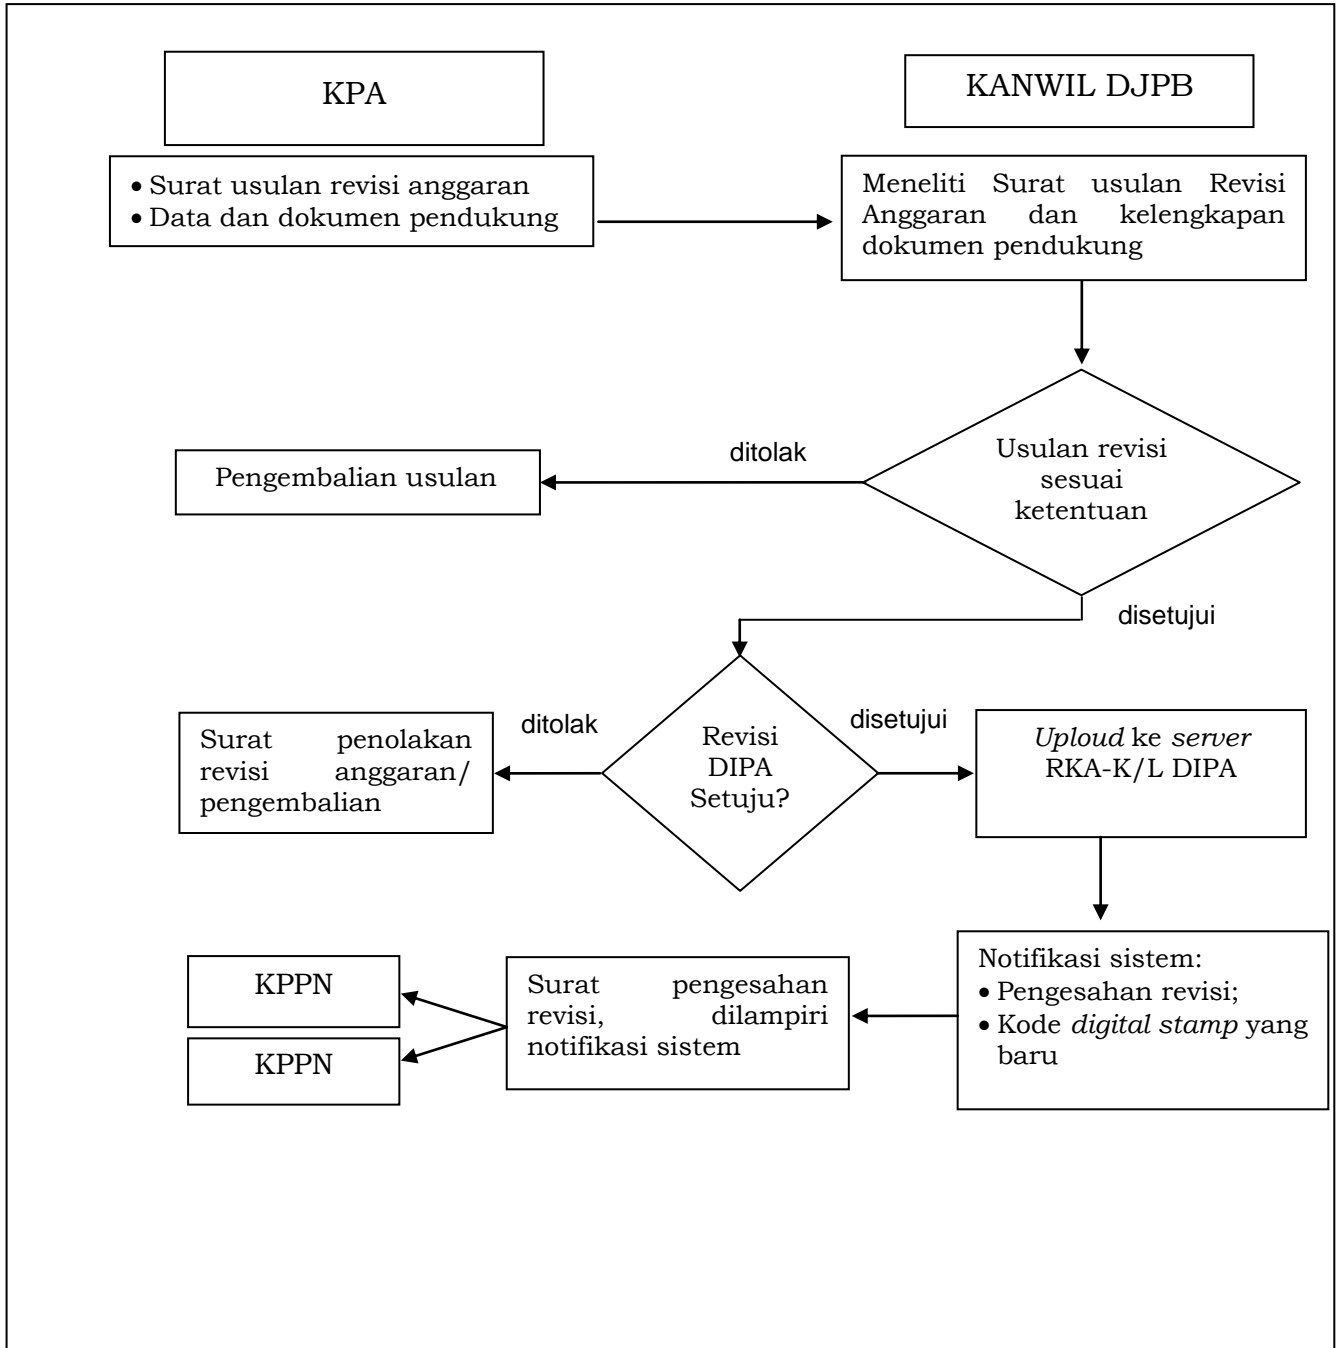 KPA
KANWIL DJPB
• Surat usulan revisi anggaran
• Data dan dokumen pendukung
Meneliti Surat usulan Revisi
Anggaran dan kelengkapan
dokumen pendukung
Usulan revisi
sesuai
ketentuan
ditolak
Pengembalian usulan
disetujui
Revisi
DIPA
Setuju?
ditolak
Surat penolakan
revisi anggaran/
pengembalian
disetujui
Uploud ke server
RKA-K/L DIPA
Notifikasi sistem:
• Pengesahan revisi;
• Kode digital stamp yang
baru
Surat pengesahan
revisi, dilampiri
notifikasi sistem
KPPN
KPPN